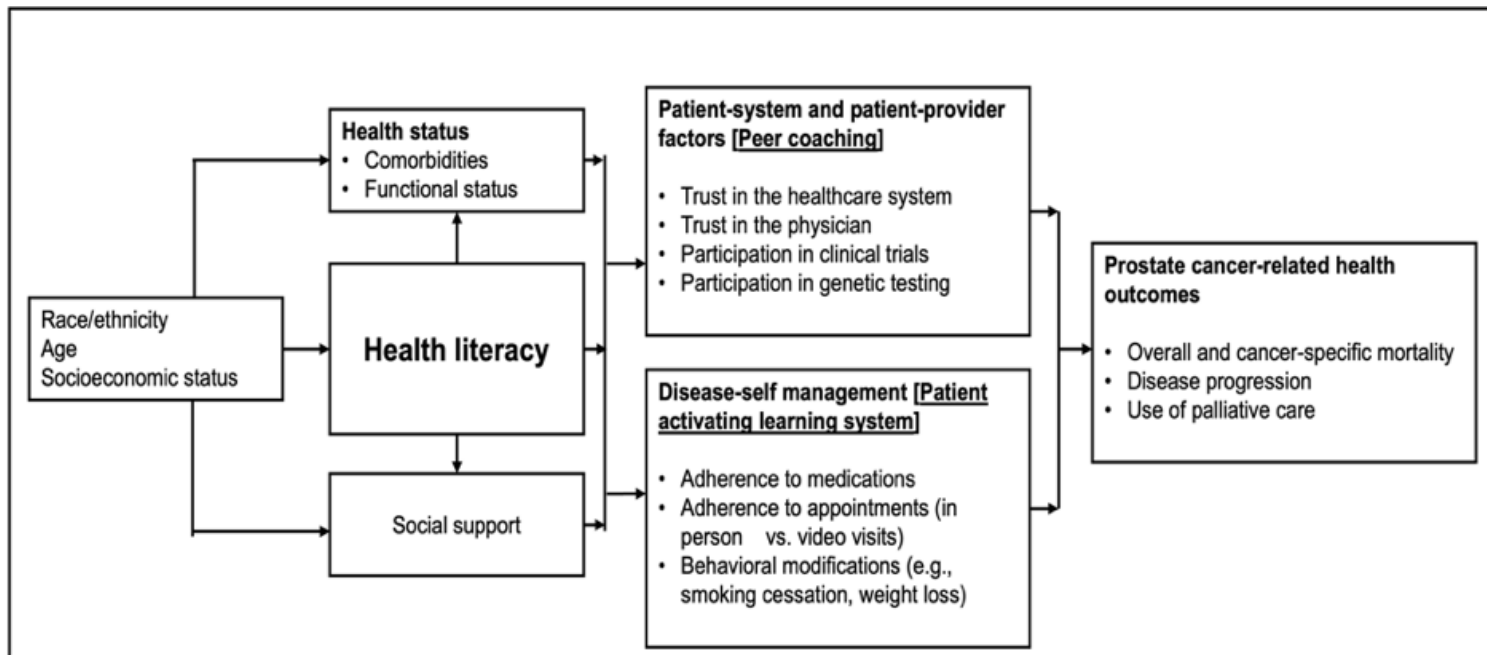 Race/ethnicity
Age
Socioeconomic status
Health status
• Comorbidities
• Functional status
Health literacy
Social support
Patient-system and patient-provider
factors [Peer coaching]
• Trust in the healthcare system
• Trust in the physician
• Participation in clinical trials
• Participation in genetic testing
Disease-self management [Patient
activating learning system]
• Adherence to medications
• Adherence to appointments (in
person vs. video visits)
• Behavioral modifications (e.g.,
smoking cessation, weight loss)
Prostate cancer-related health
outcomes
• Overall and cancer-specific mortality
• Disease progression
• Use of palliative care